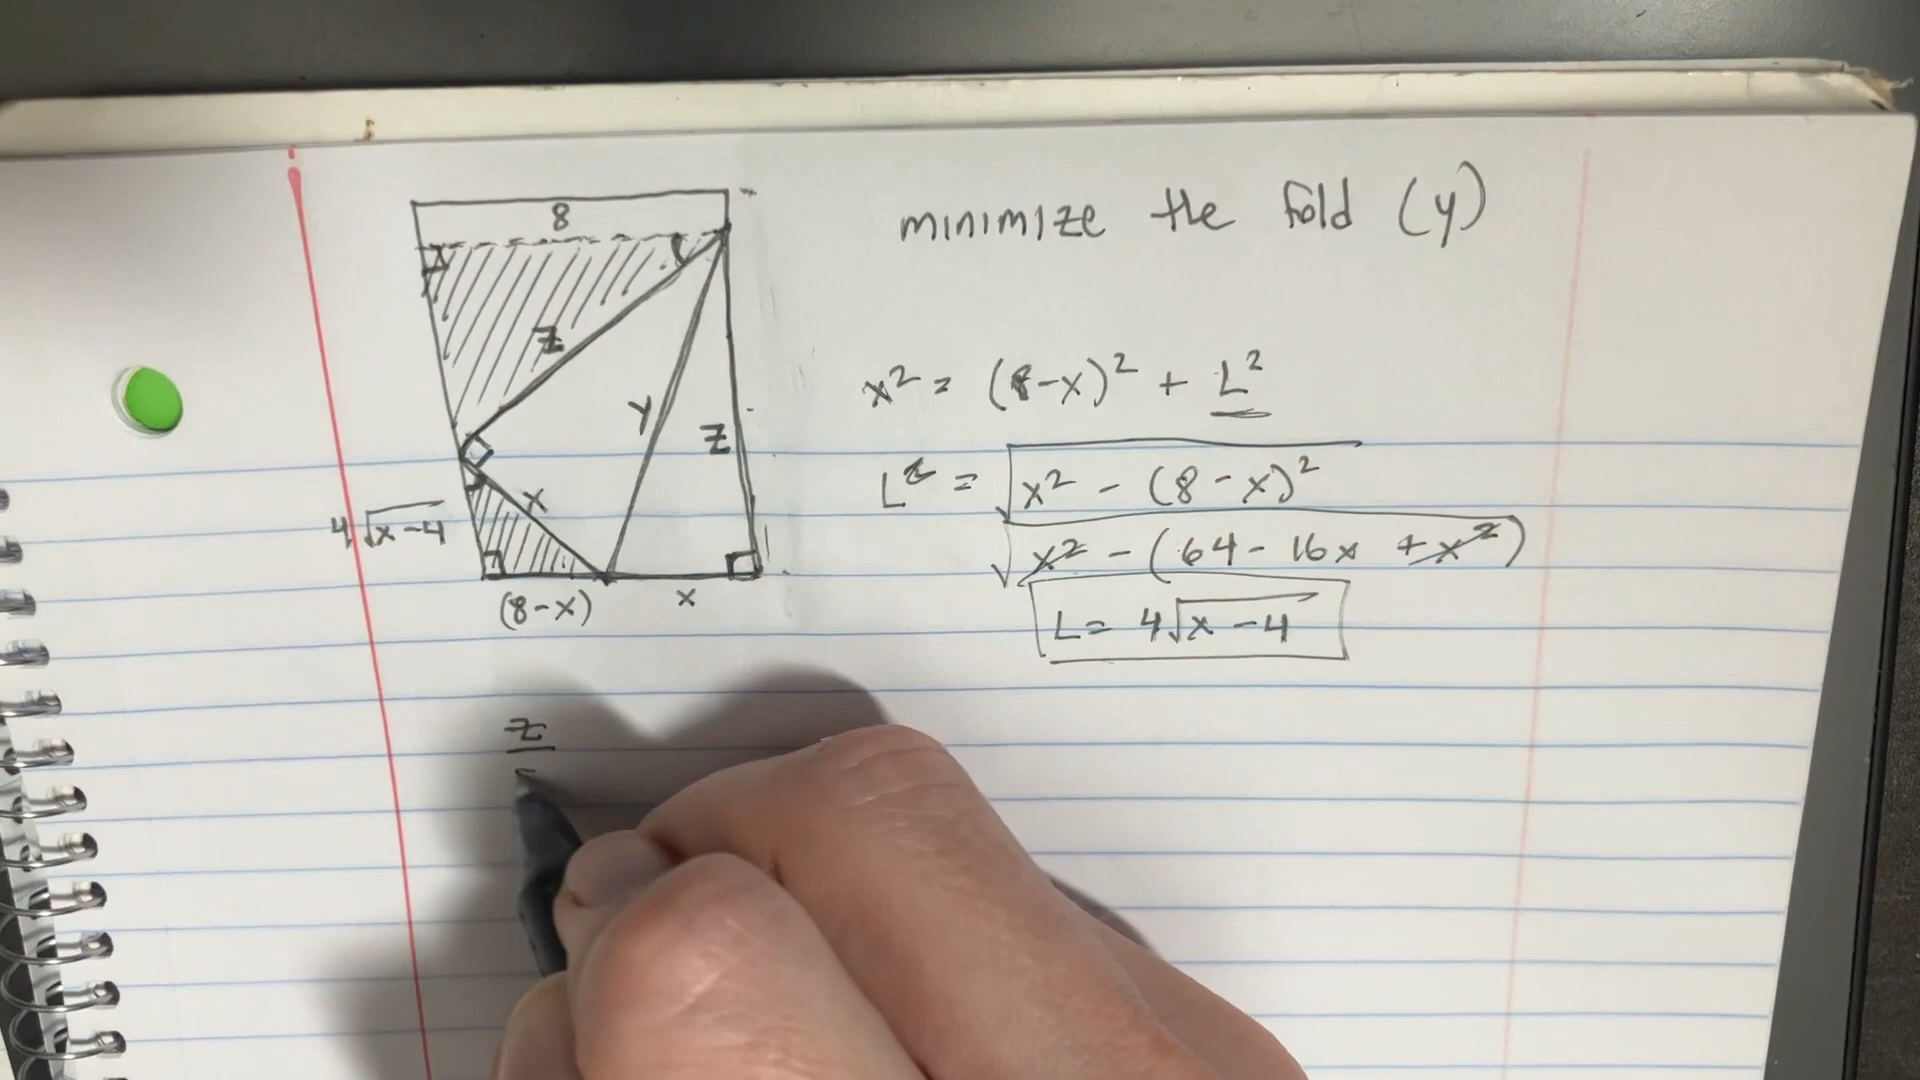 minimize the fold (y)
8
z
y
z
x
4√x-4
(8-x)
x
x² = (8-x)² + L²
L² = √x² - (8-x)²
√x² - (64 - 16x + x²)
L = 4√x-4
z